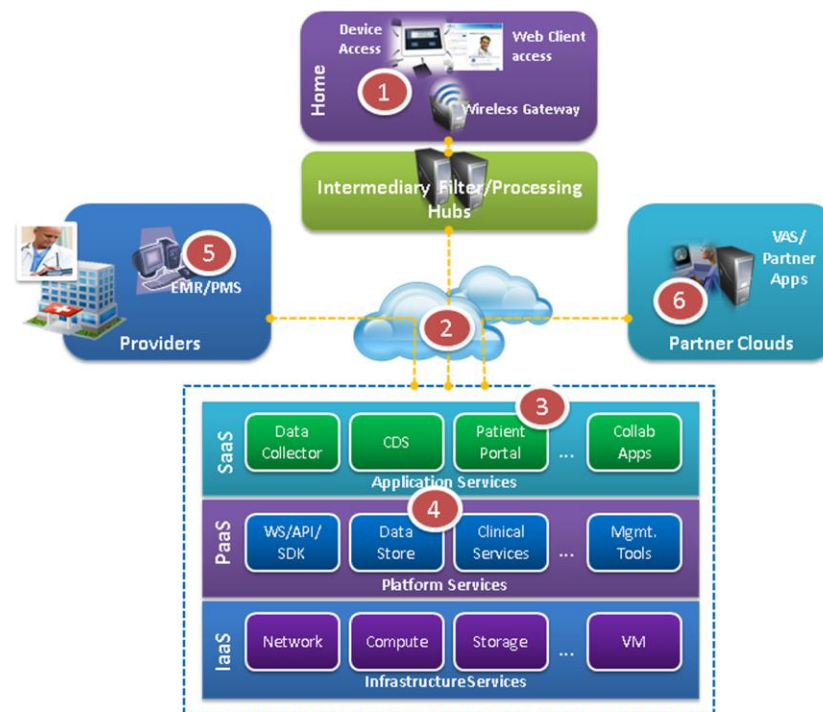 Device
Access
Web Client
access
Home
1
Wireless Gateway
Intermediary Filter/Processing
Hubs
5
EMR/PMS
Providers
2
VAS/
Partner
Apps
6
Partner Clouds
3
SaaS
Data
Collector
CDS
Patient
Portal
...
Collab
Apps
Application Services
4
PaaS
WS/API/
SDK
Data
Store
Clinical
Services
...
Mgmt.
Tools
Platform Services
IaaS
Network
Compute
Storage
...
VM
InfrastructureServices